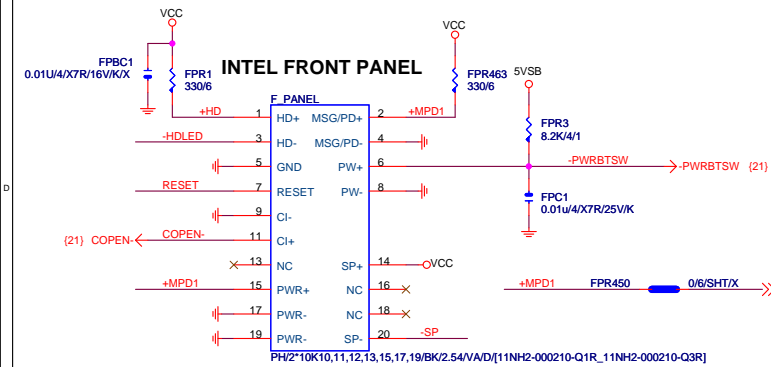 VCC
VCC
FPBC1
0.01U/4/X7R/16V/K/X
FPR1
330/6
INTEL FRONT PANEL
FPR463
330/6
5VSB
F_PANEL
FPR3
8.2K/4/1
+HD 1 HD+ MSG/PD+ 2 +MPD1
-HDLED 3 HD- MSG/PD- 4
5 GND PW+ 6 -PWRBTSW -PWRBTSW {21}
RESET 7 RESET PW- 8
D
FPC1
0.01u/4/X7R/25V/K
9 CI-
{21} COPEN- COPEN- 11 CI+
13 NC SP+ 14 VCC
+MPD1 15 PWR+ NC 16
+MPD1 FPR450 0/6/SHT/X
17 PWR- NC 18
19 PWR- SP- 20 -SP
PH/2*10K10,11,12,13,15,17,19/BK/2.54/VA/D/[11NH2-000210-Q1R_11NH2-000210-Q3R]